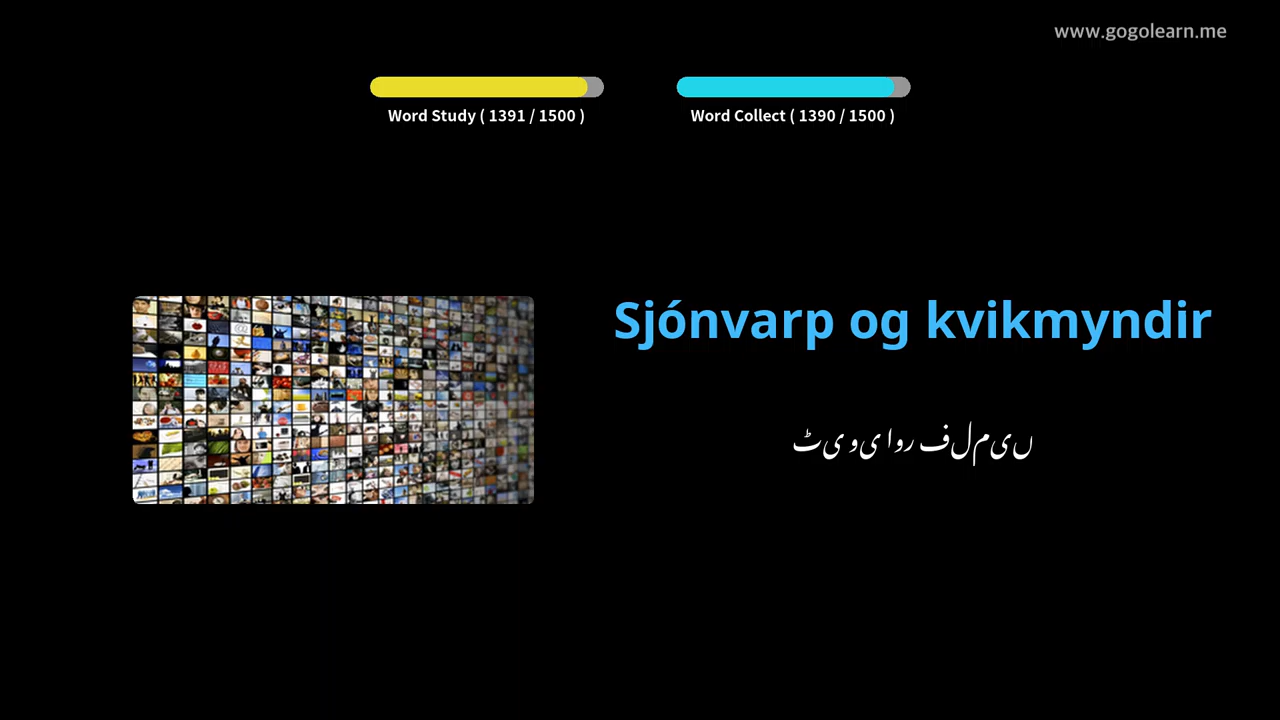 www.gogolearn.me
Word Study ( 1391 / 1500 )
Word Collect ( 1390 / 1500 )
Sjónvarp og kvikmyndir
ٹی وی اور فلمیں